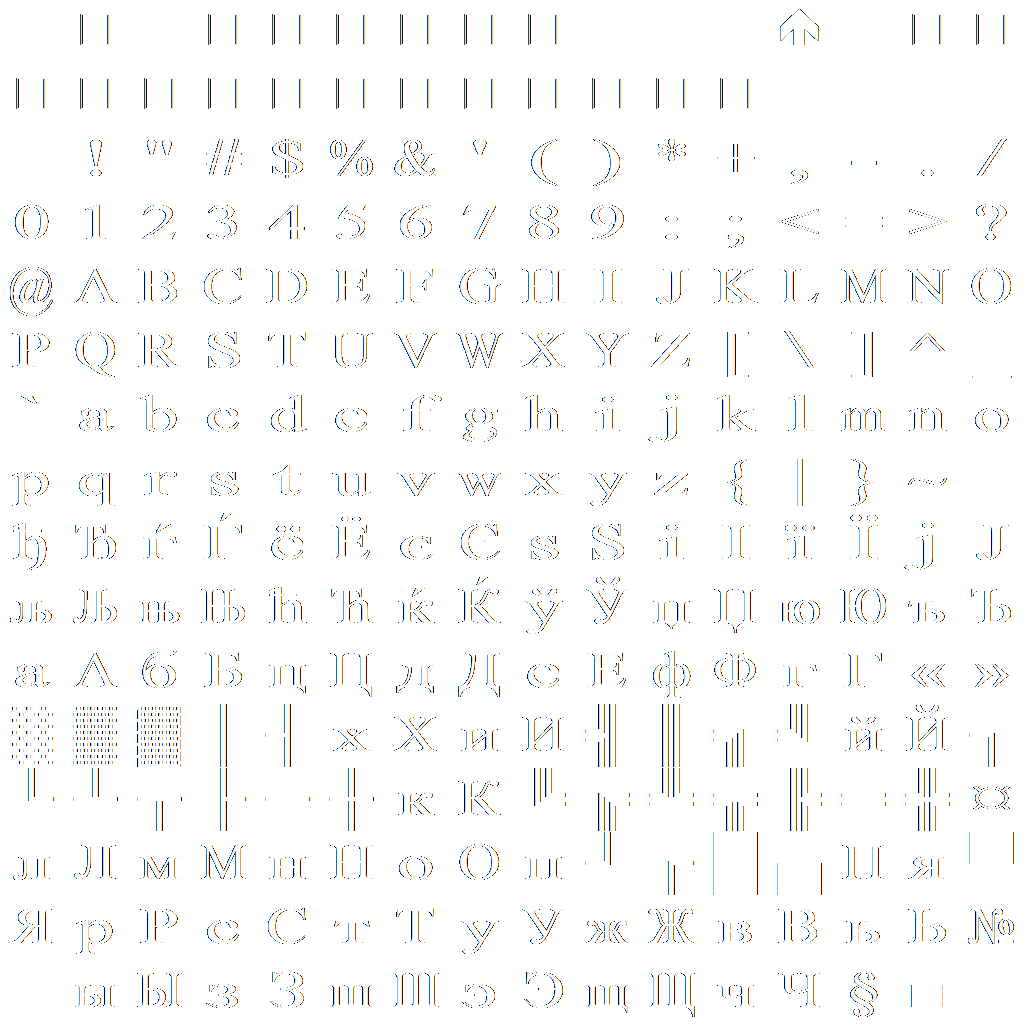 ↑
! " # $ % & ' ( ) * + , - . /
0 1 2 3 4 5 6 7 8 9 : ; < = > ?
@ A B C D E F G H I J K L M N O
P Q R S T U V W X Y Z [ \ ] ^ _
` a b c d e f g h i j k l m n o
p q r s t u v w x y z { | } ~
ђ Ђ ѓ Ѓ ё Ё є Є ѕ Ѕ і І ї Ї ј Ј
љ Љ њ Њ ћ Ћ ќ Ќ ў Ў џ Џ ю Ю ъ Ъ
а А б Б ц Ц д Д е Е ф Ф г Г « »
░ ▒ ▓ │ ┤ х Х и И ╣ ║ ╗ ╝ й Й ┐
└ ┴ ┬ ├ ─ ┼ к К ╚ ╔ ╩ ╦ ╠ ═ ╬ ¤
л Л м М н Н о О п ┘ ┌ █ ▄ П я ▀
Я р Р с С т Т у У ж Ж в В ь Ь №
ы Ы з З ш Ш э Э щ Щ ч Ч § ■